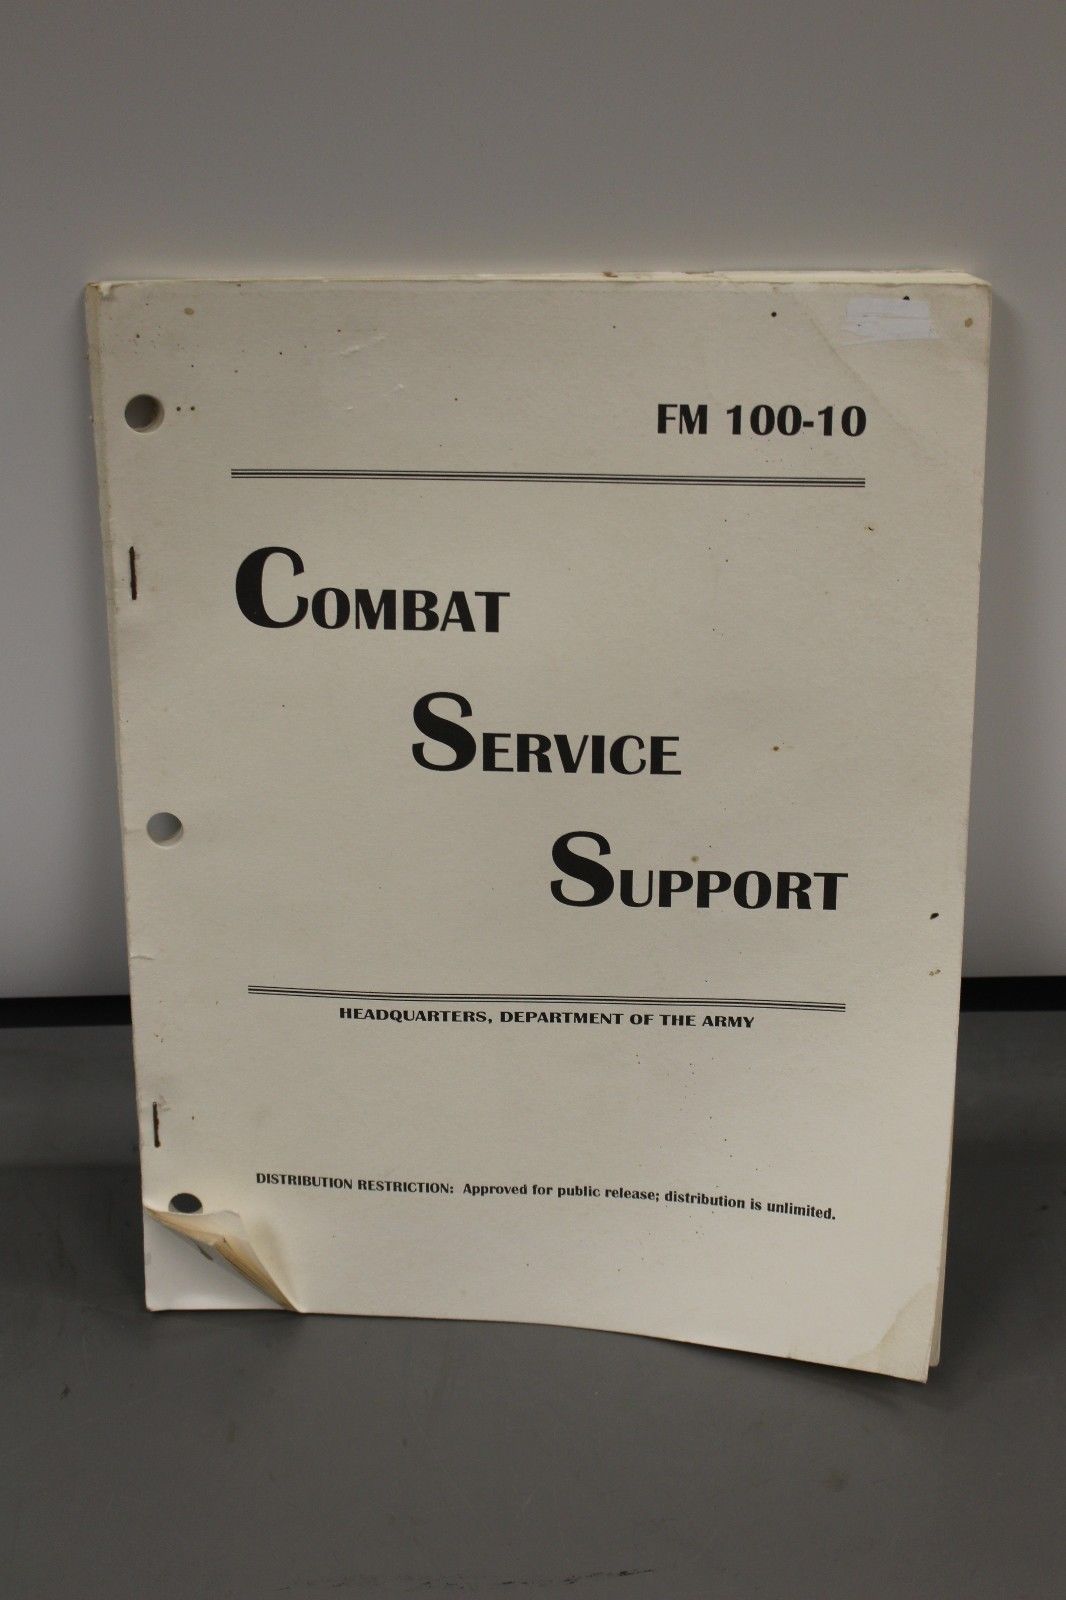 FM 100-10
COMBAT
SERVICE
SUPPORT
HEADQUARTERS, DEPARTMENT OF THE ARMY
DISTRIBUTION RESTRICTION: Approved for public release; distribution is unlimited.